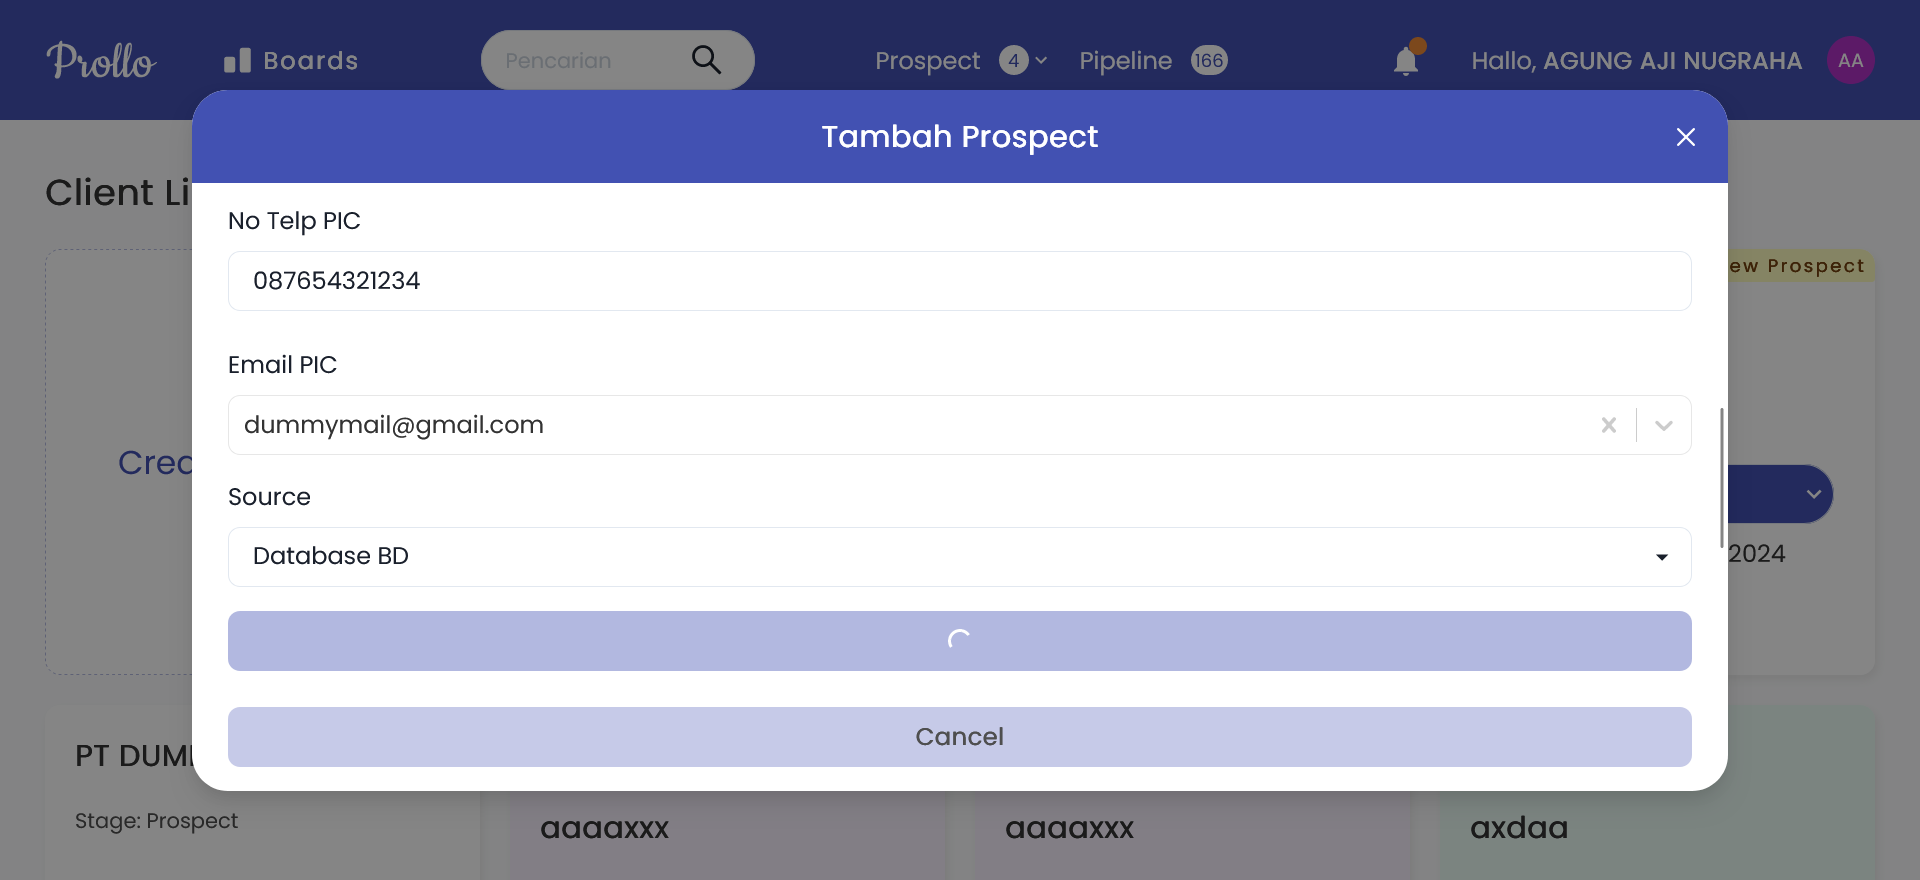 Prollo
Boards
Pencarian
Prospect 4
Pipeline 166
Hallo, AGUNG AJI NUGRAHA
AA
Tambah Prospect
Client Li
No Telp PIC
087654321234
ew Prospect
Email PIC
dummymail@gmail.com
Crea
Source
Database BD
2024
Cancel
PT DUM
Stage: Prospect
aaaaxxx
aaaaxxx
axdaa